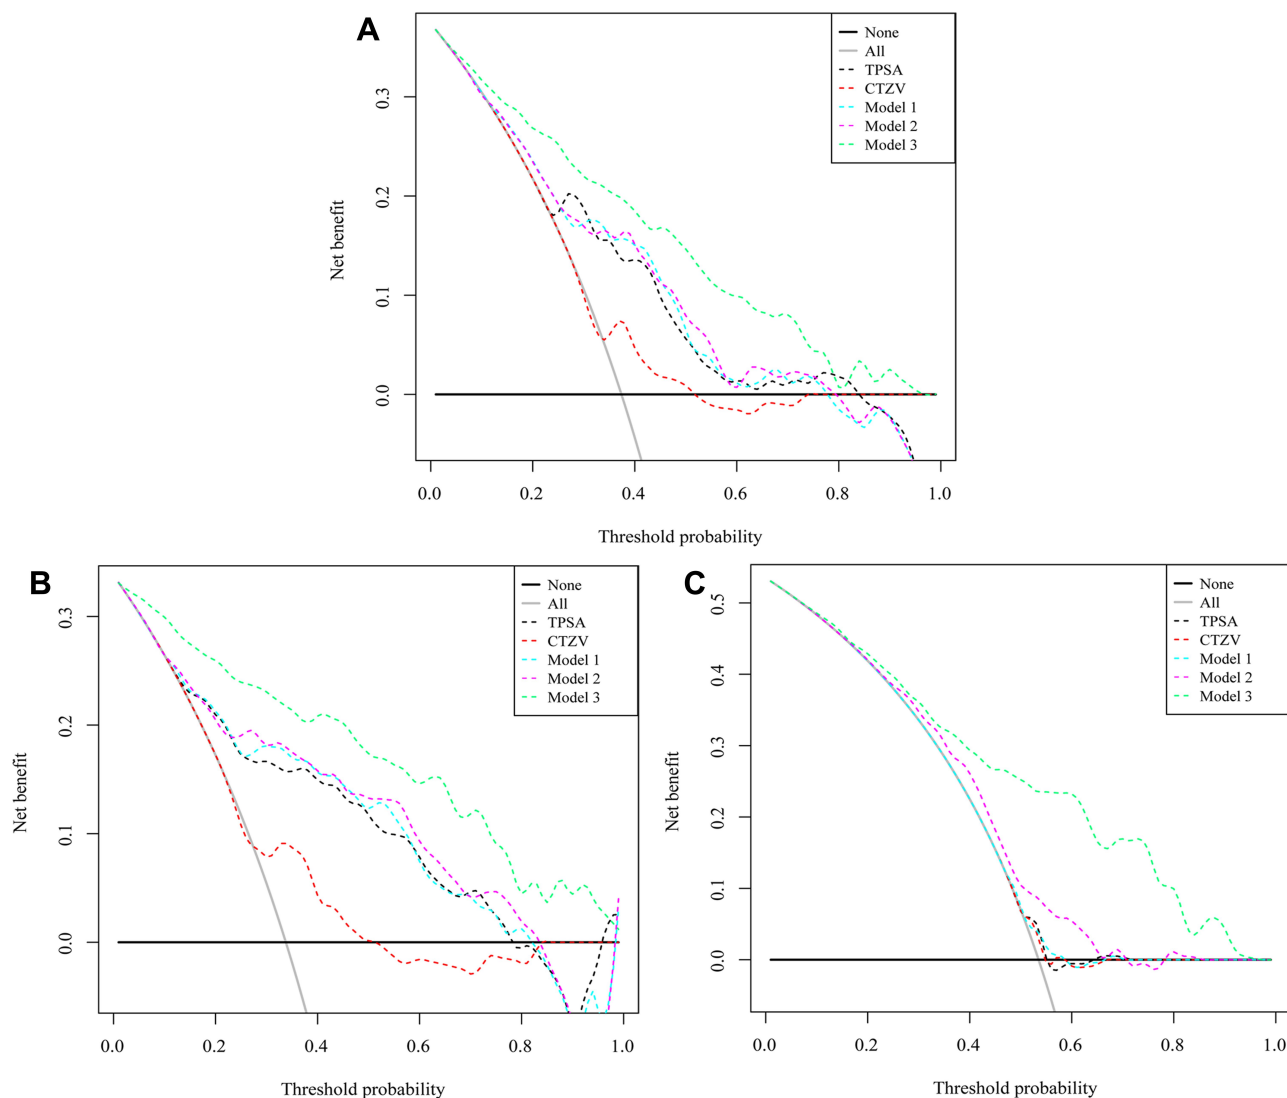 A
None
All
TPSA
CTZV
Model 1
Model 2
Model 3
0.3
0.2
0.1
0.0
Net benefit
0.0 0.2 0.4 0.6 0.8 1.0
Threshold probability
B
None
All
TPSA
CTZV
Model 1
Model 2
Model 3
0.3
0.2
0.1
0.0
Net benefit
0.0 0.2 0.4 0.6 0.8 1.0
Threshold probability
C
None
All
TPSA
CTZV
Model 1
Model 2
Model 3
0.5
0.4
0.3
0.2
0.1
0.0
Net benefit
0.0 0.2 0.4 0.6 0.8 1.0
Threshold probability